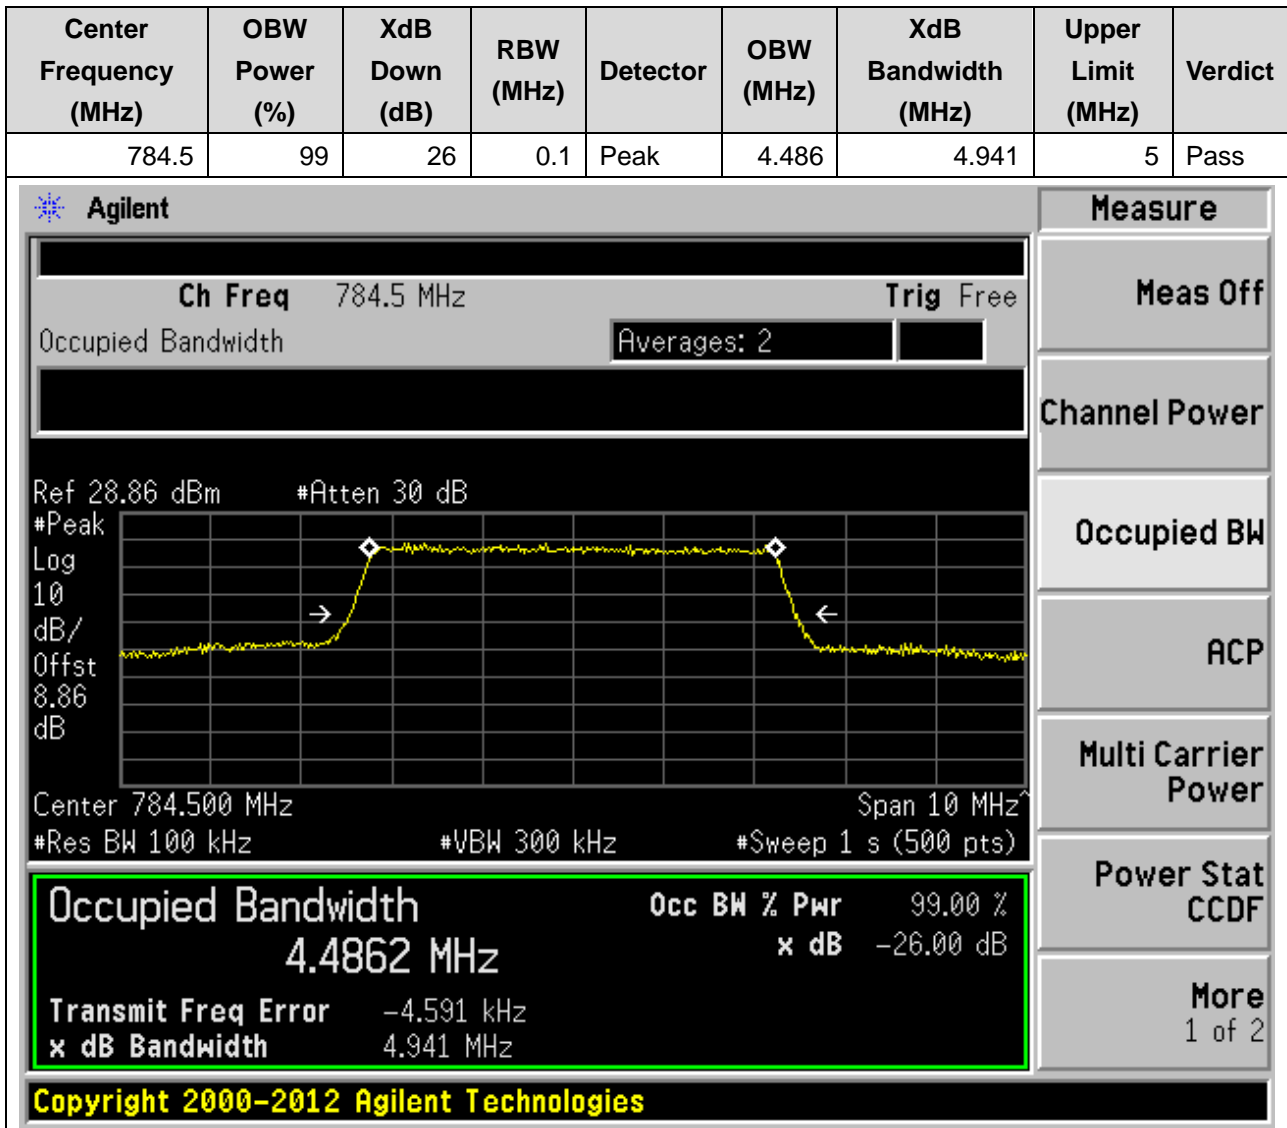 Center Frequency (MHz) OBW Power (%) XdB Down (dB) RBW (MHz) Detector OBW (MHz) XdB Bandwidth (MHz) Upper Limit (MHz) Verdict
784.5 99 26 0.1 Peak 4.486 4.941 5 Pass
Agilent Measure
Ch Freq 784.5 MHz Trig Free
Meas Off
Occupied Bandwidth Averages: 2
Channel Power
Ref 28.86 dBm #Atten 30 dB
#Peak
Log
10
dB/
Offst
8.86
dB
Occupied BW
ACP
Multi Carrier
Power
Center 784.500 MHz Span 10 MHz^
#Res BW 100 kHz #VBW 300 kHz #Sweep 1 s (500 pts)
Power Stat
CCDF
Occupied Bandwidth Occ BW % Pwr 99.00 %
4.4862 MHz x dB -26.00 dB
Transmit Freq Error -4.591 kHz
x dB Bandwidth 4.941 MHz
More
1 of 2
Copyright 2000-2012 Agilent Technologies